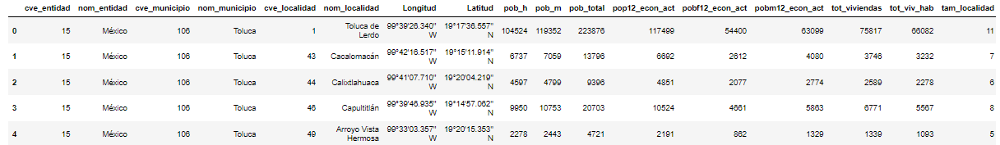 cve_entidad nom_entidad cve_municipio nom_municipio cve_localidad nom_localidad Longitud Latitud pob_h pob_m pob_total pop12_econ_act pobf12_econ_act pobm12_econ_act tot_viviendas tot_viv_hab tam_localidad
0 15 México 106 Toluca 1 Toluca de Lerdo 99°39'26.340" W 19°17'36.557" N 104524 119352 223876 117499 54400 63099 75817 66082 11
1 15 México 106 Toluca 43 Cacalomacán 99°42'16.517" W 19°15'11.914" N 6737 7059 13796 6692 2612 4080 3746 3232 7
2 15 México 106 Toluca 44 Calixtlahuaca 99°41'07.710" W 19°20'04.219" N 4597 4799 9396 4851 2077 2774 2589 2278 6
3 15 México 106 Toluca 46 Capultitlán 99°39'46.935" W 19°14'57.062" N 9950 10753 20703 10524 4661 5863 6771 5567 8
4 15 México 106 Toluca 49 Arroyo Vista Hermosa 99°33'03.357" W 19°20'15.353" N 2278 2443 4721 2191 862 1329 1339 1093 5